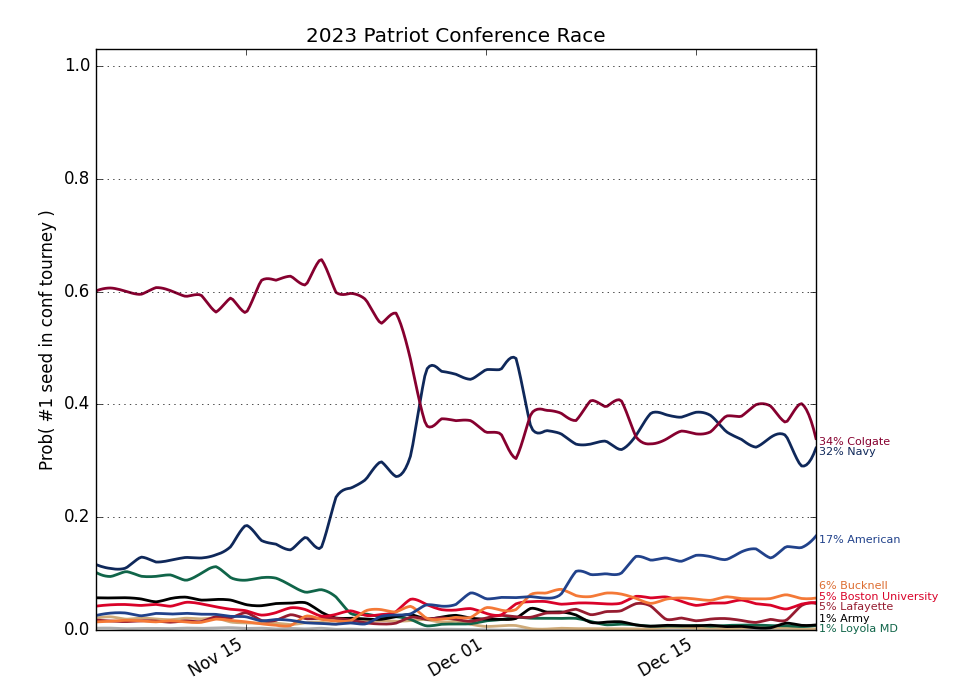 2023 Patriot Conference Race
Prob( #1 seed in conf tourney )
1.0
0.8
0.6
0.4
0.2
0.0
Nov 15
Dec 01
Dec 15
34% Colgate
32% Navy
17% American
6% Bucknell
5% Boston University
5% Lafayette
1% Army
1% Loyola MD